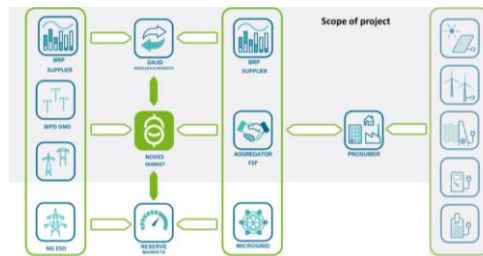 Scope of project
BRP
SUPPLIER
DA/ID
WHOLESALE MARKETS
BRP
SUPPLIER
WPD DNO
NODES
MARKET
AGGREGATOR
FSP
PROSUMER
NG ESO
RESERVE
MARKETS
MICROGRID